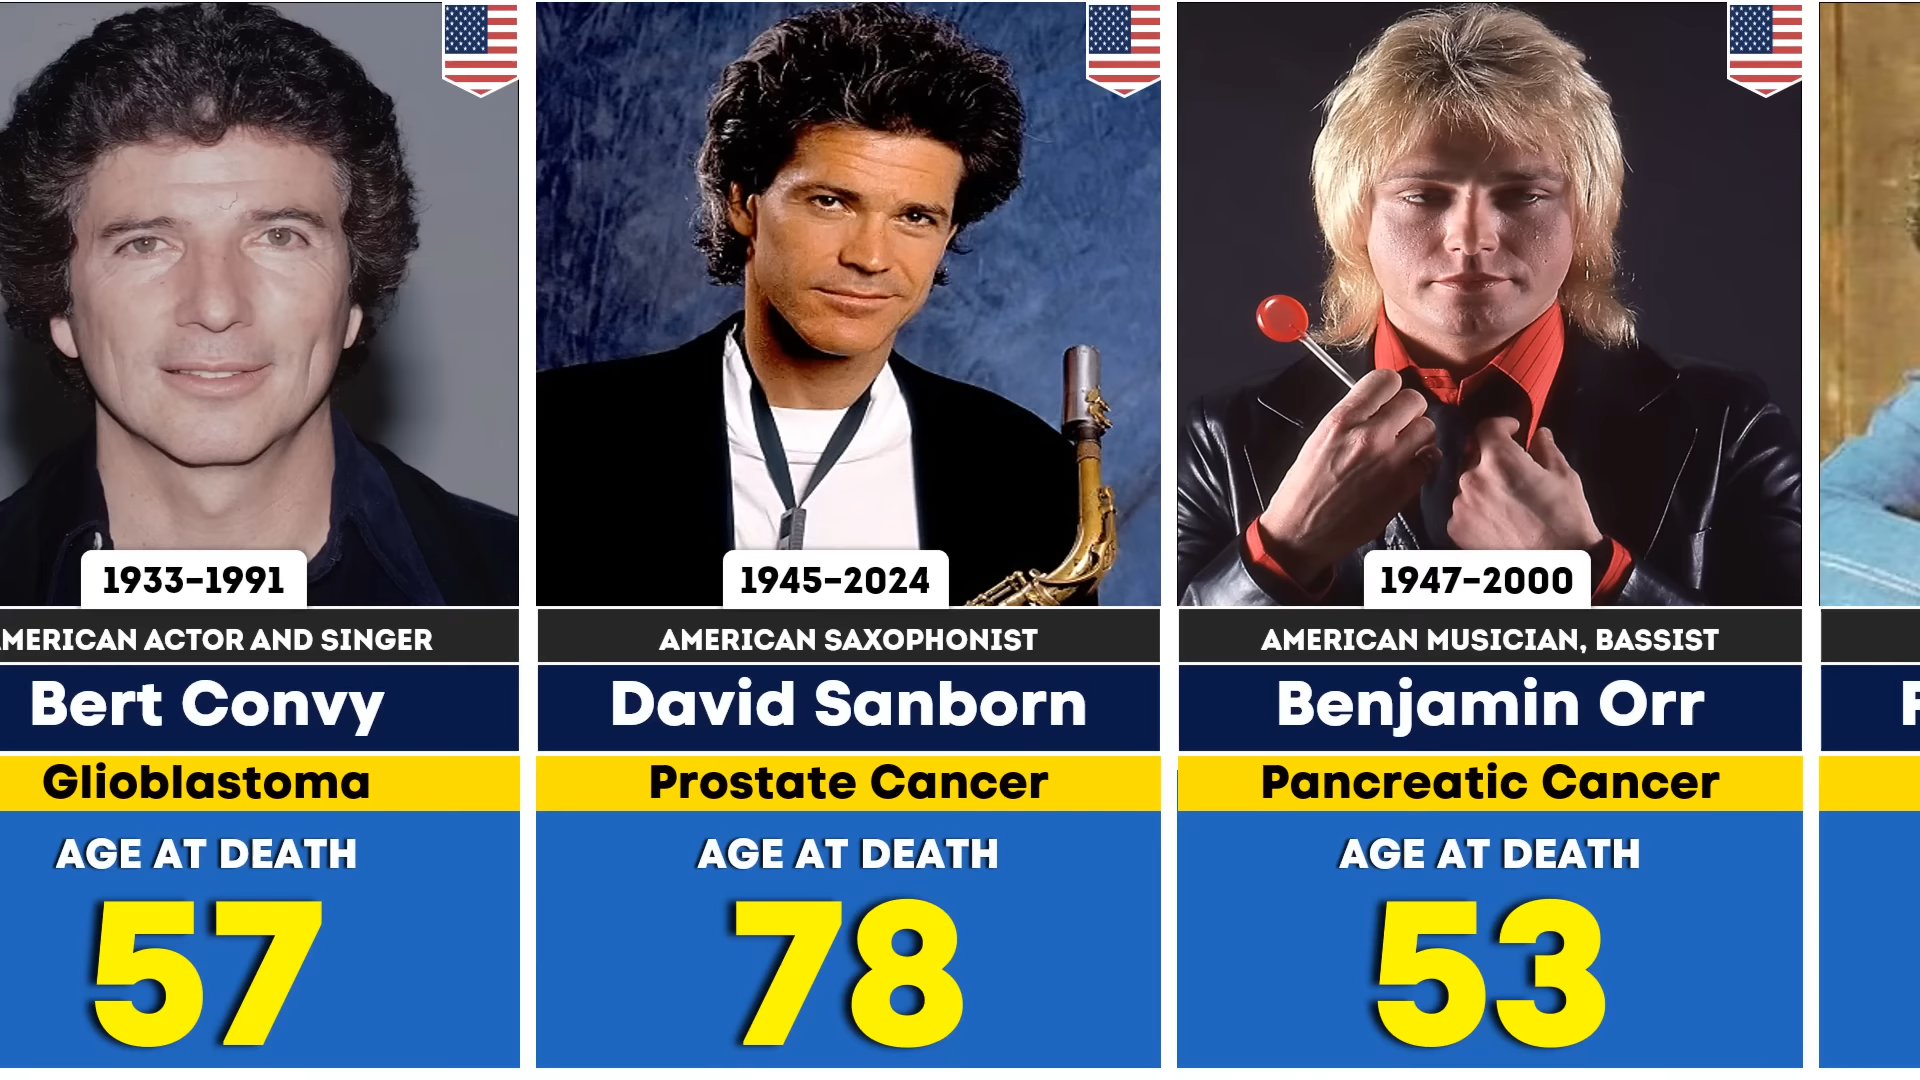 1933-1991
MERICAN ACTOR AND SINGER
Bert Convy
Glioblastoma
AGE AT DEATH
57
1945-2024
AMERICAN SAXOPHONIST
David Sanborn
Prostate Cancer
AGE AT DEATH
78
1947-2000
AMERICAN MUSICIAN, BASSIST
Benjamin Orr
Pancreatic Cancer
AGE AT DEATH
53